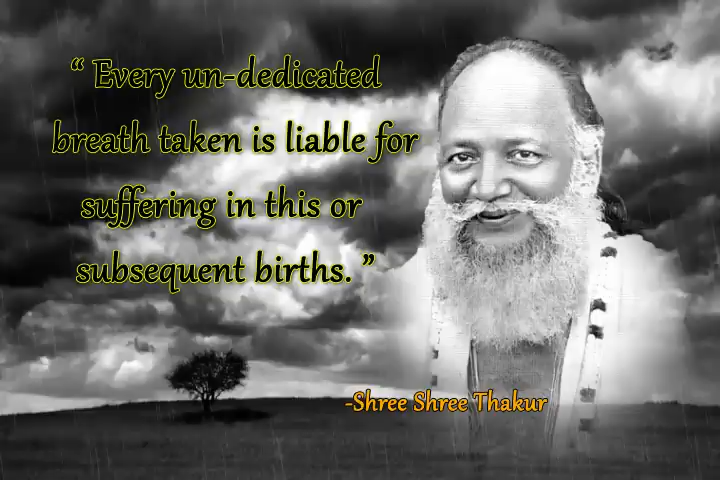 “ Every un-dedicated
breath taken is liable for
suffering in this or
subsequent births. ”
-Shree Shree Thakur